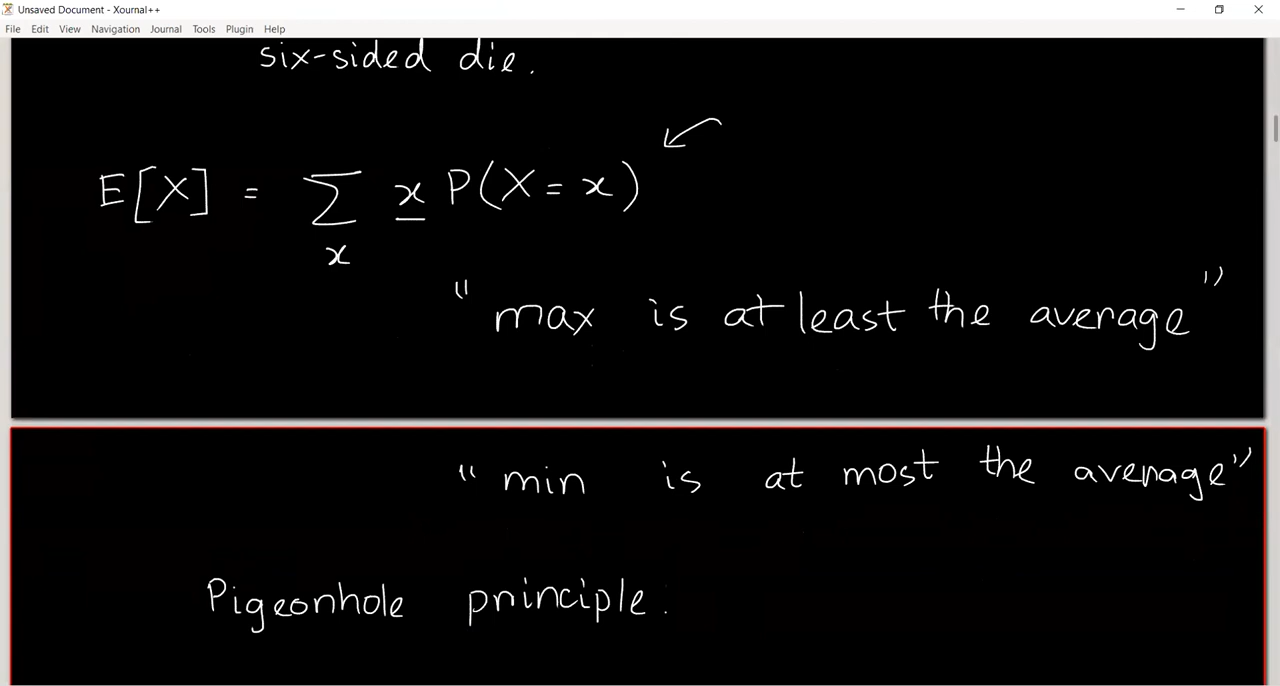 Unsaved Document - Xournal++
File Edit View Navigation Journal Tools Plugin Help
six-sided die.
E[X] = ∑ x P(X = x)
x
"max is at least the average"
"min is at most the average"
Pigeonhole principle: